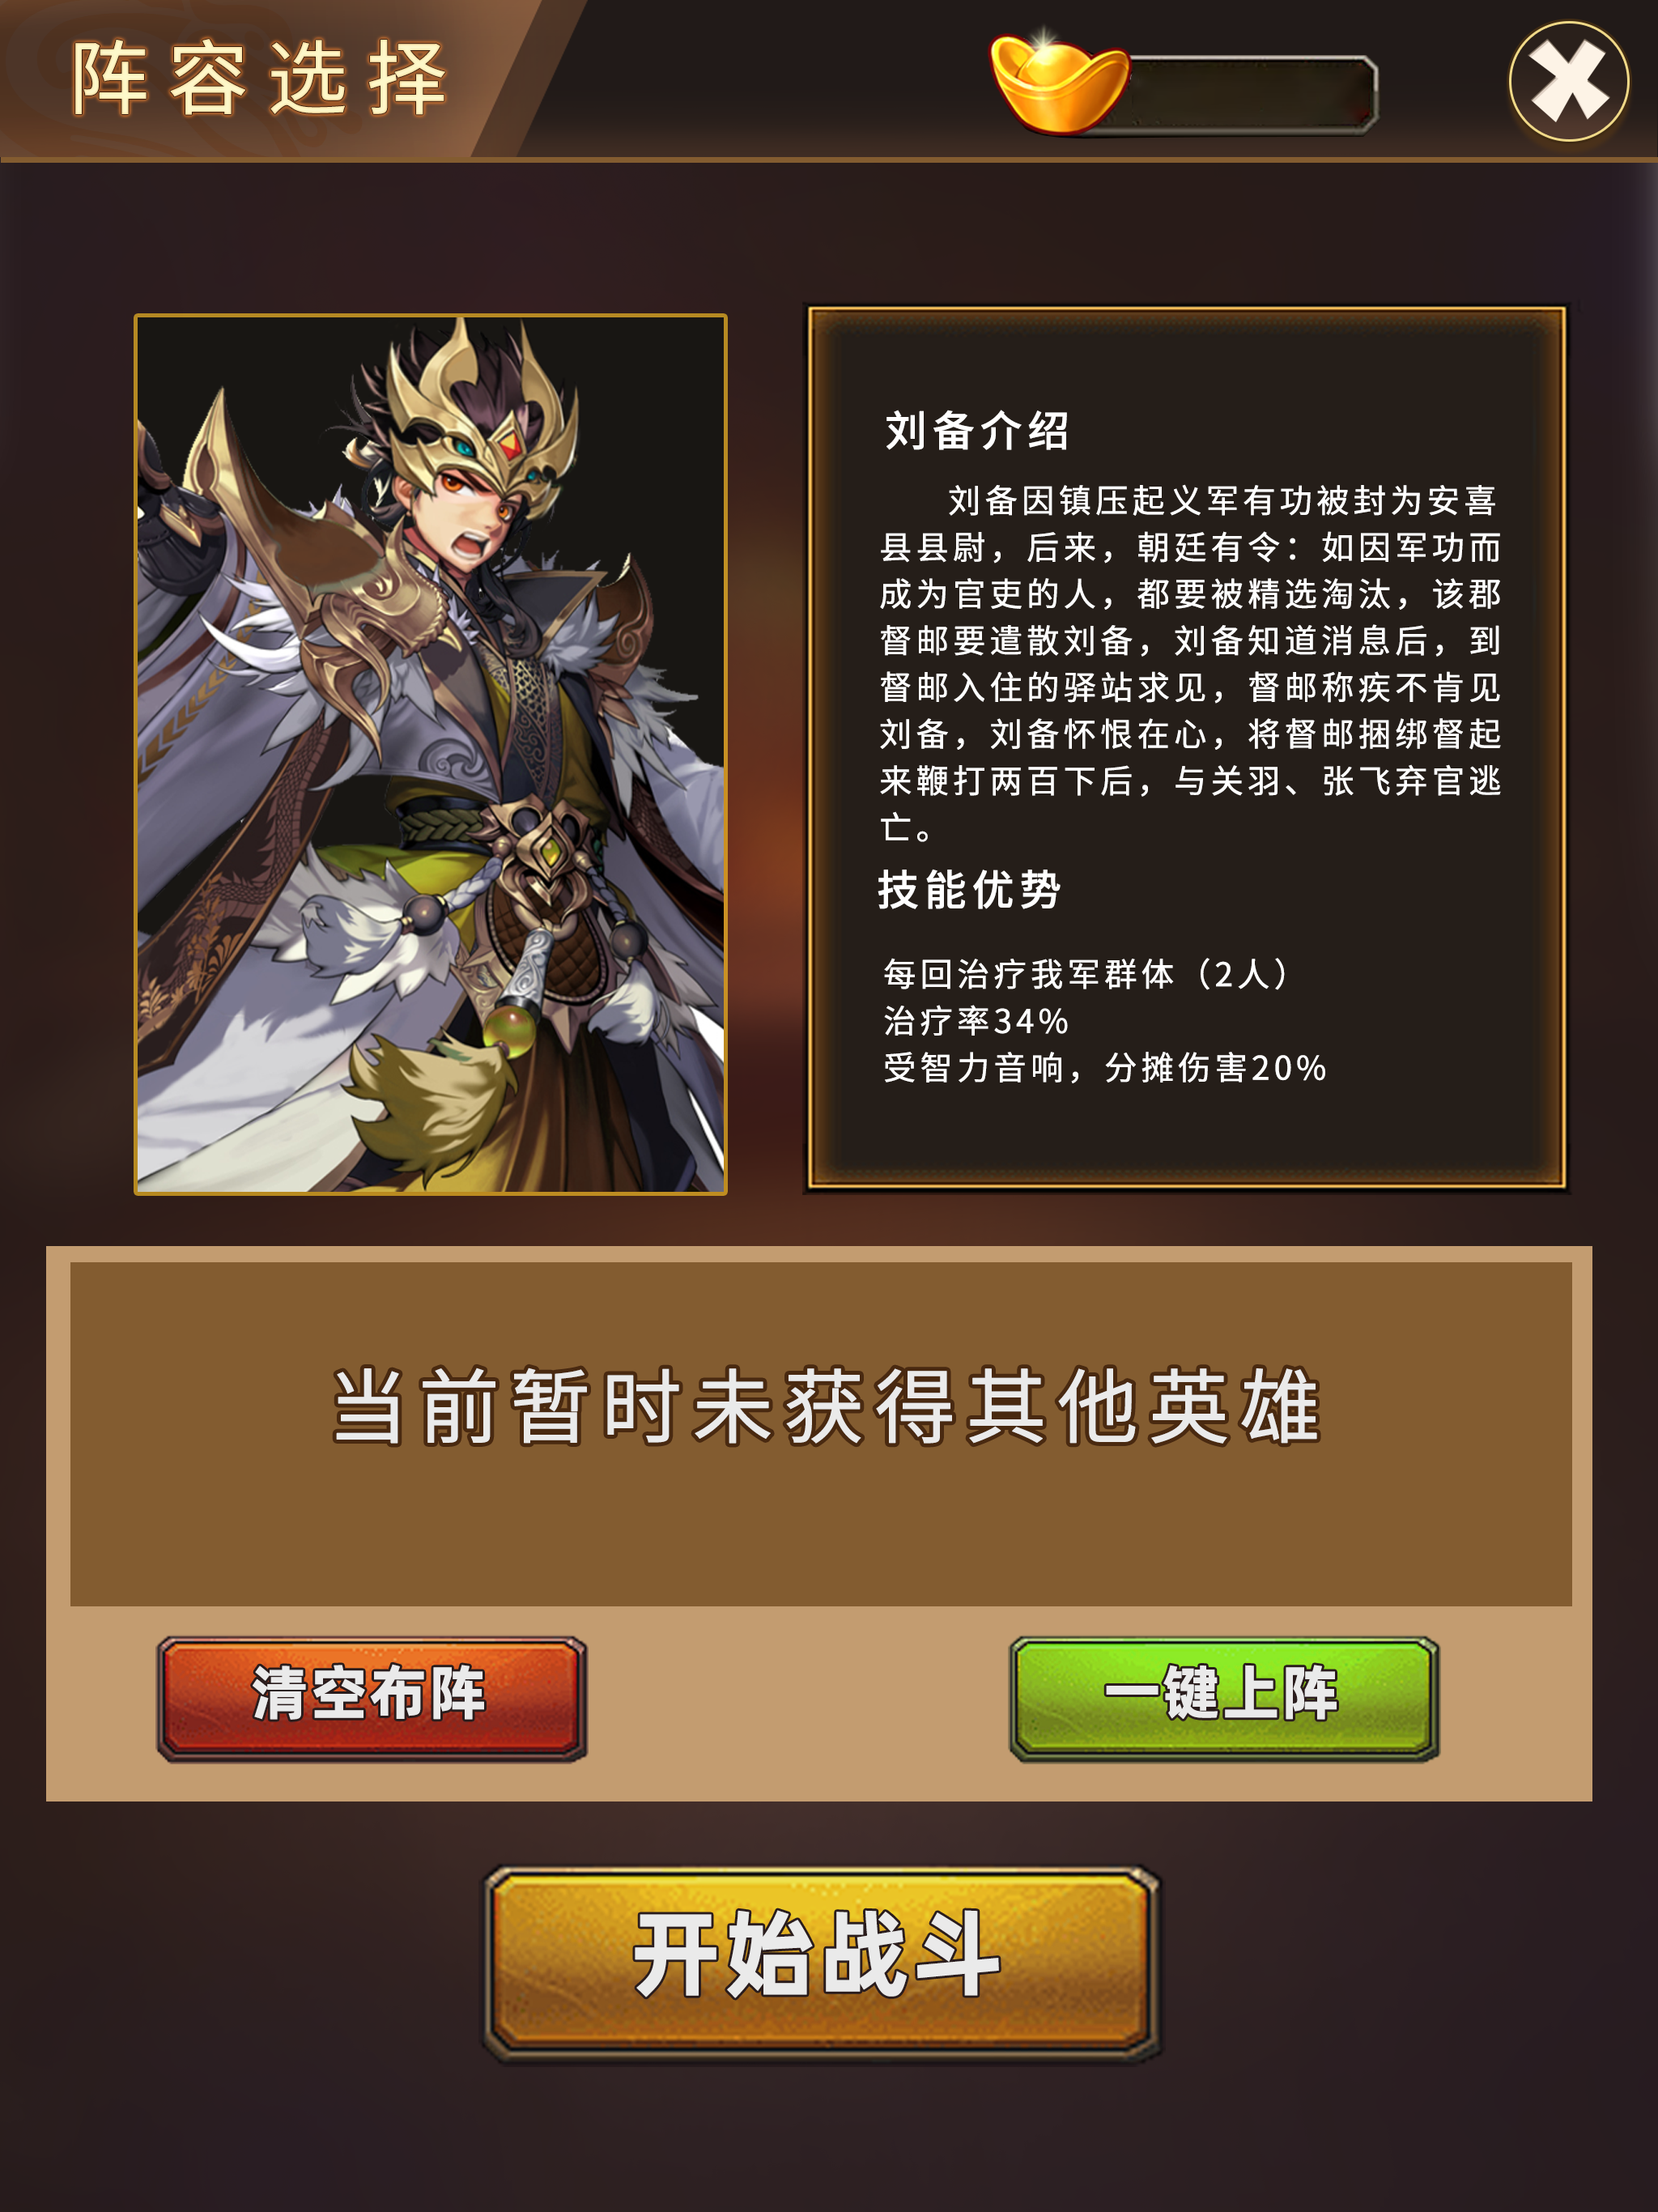 阵容选择
刘备介绍
刘备因镇压起义军有功被封为安喜
县县尉，后来，朝廷有令：如因军功而
成为官吏的人，都要被精选淘汰，该郡
督邮要遣散刘备，刘备知道消息后，到
督邮入住的驿站求见，督邮称疾不肯见
刘备，刘备怀恨在心，将督邮捆绑督起
来鞭打两百下后，与关羽、张飞弃官逃
亡。
技能优势
每回治疗我军群体（2人）
治疗率34%
受智力音响，分摊伤害20%
当前暂时未获得其他英雄
清空布阵
一键上阵
开始战斗